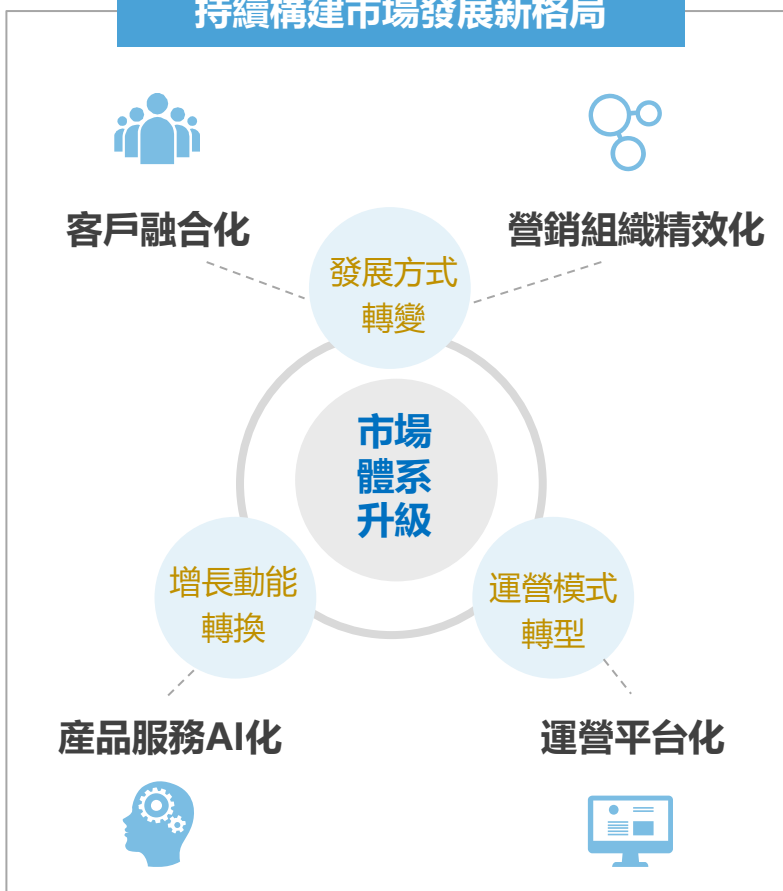 持續構建市場發展新格局
客戶融合化
營銷組織精效化
發展方式
轉變
市場
體系
升級
增長動能
轉換
運營模式
轉型
産品服務AI化
運營平台化